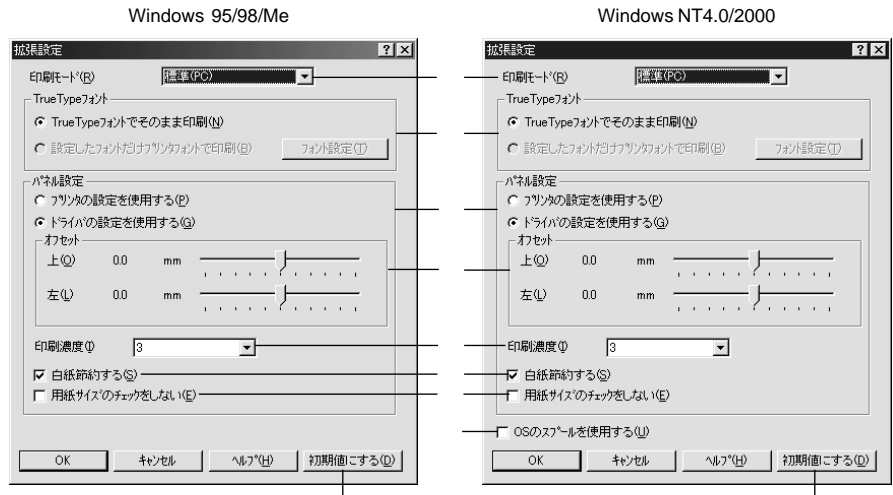 Windows 95/98/Me
拡張設定
印刷モード(R) 標準(PC)
TrueTypeフォント
TrueTypeフォントでそのまま印刷(N)
設定したフォントだけプリンタフォントで印刷(B) フォント設定(T)
パネル設定
プリンタの設定を使用する(P)
ドライバの設定を使用する(G)
オフセット
上(O) 0.0 mm
左(L) 0.0 mm
印刷濃度(I) 3
白紙節約する(S)
用紙サイズのチェックをしない(E)
OK キャンセル ヘルプ(H) 初期値にする(D)
Windows NT4.0/2000
拡張設定
印刷モード(R) 標準(PC)
TrueTypeフォント
TrueTypeフォントでそのまま印刷(N)
設定したフォントだけプリンタフォントで印刷(B) フォント設定(T)
パネル設定
プリンタの設定を使用する(P)
ドライバの設定を使用する(G)
オフセット
上(O) 0.0 mm
左(L) 0.0 mm
印刷濃度(I) 3
白紙節約する(S)
用紙サイズのチェックをしない(E)
OSのスプールを使用する(U)
OK キャンセル ヘルプ(H) 初期値にする(D)